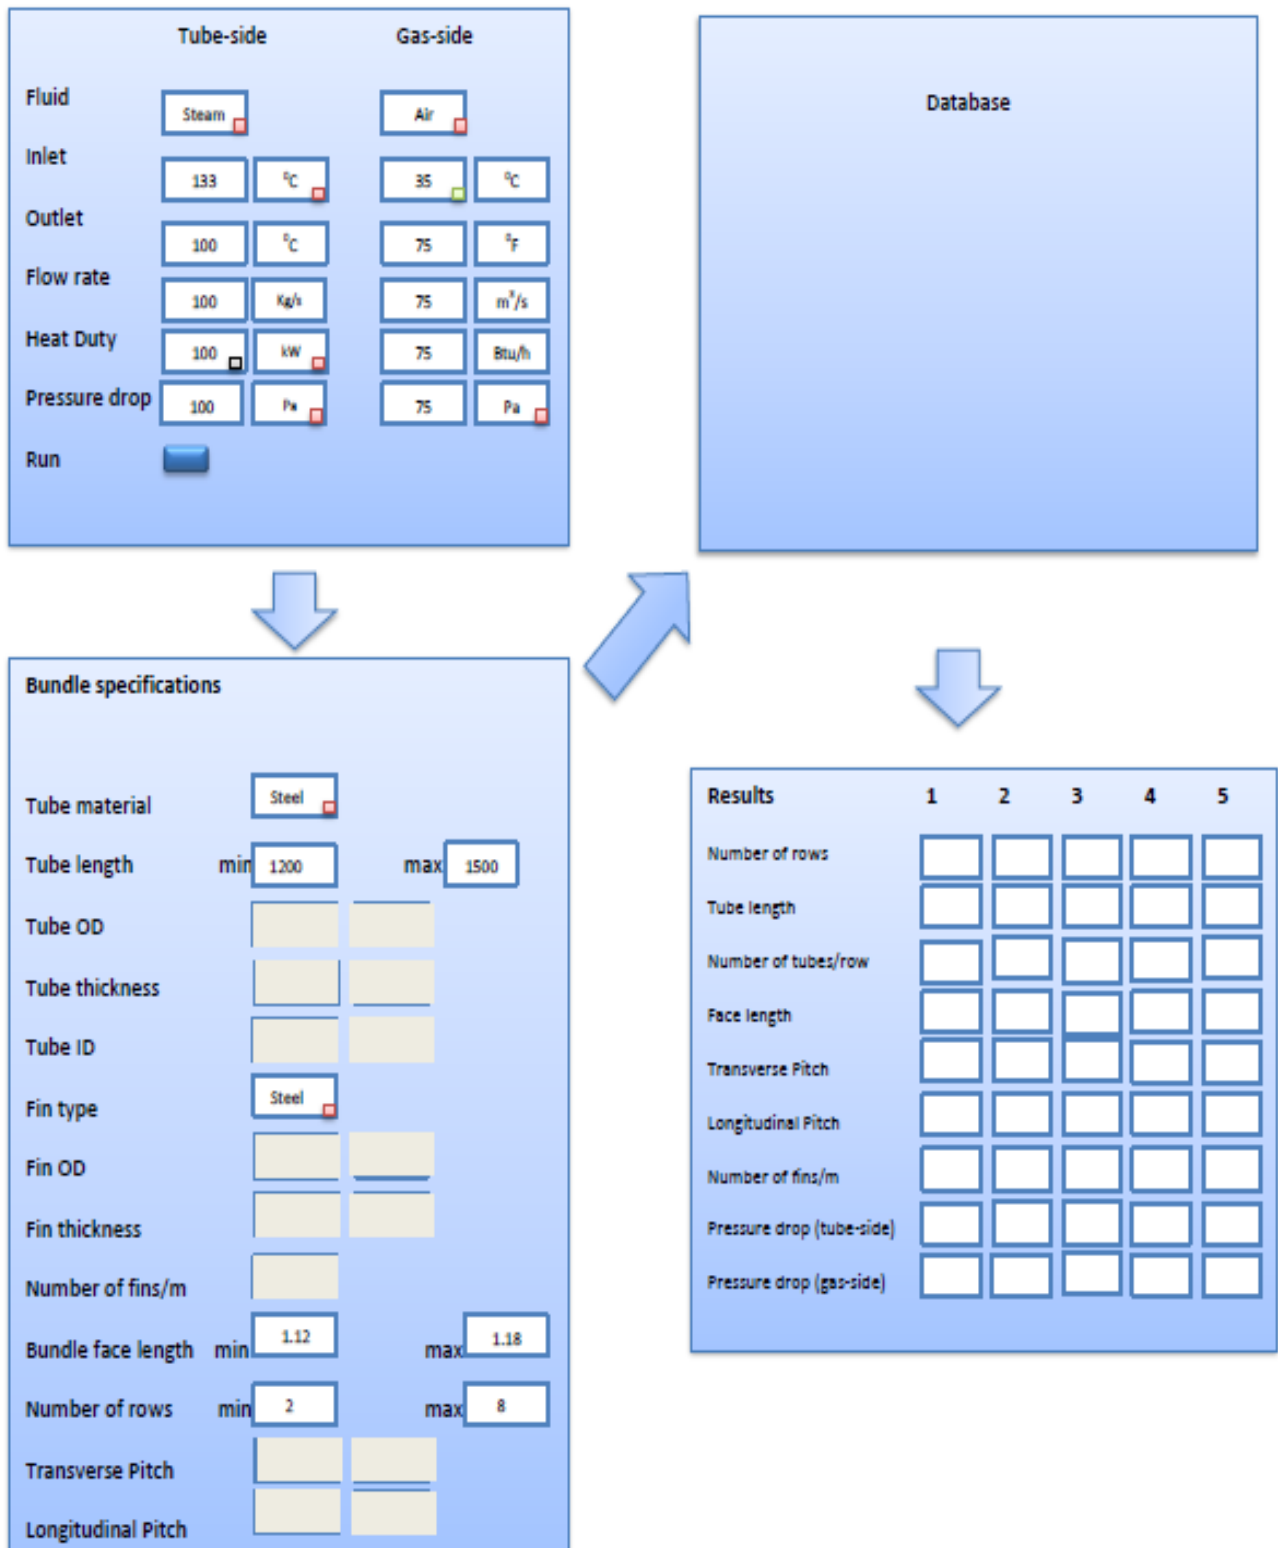 Tube-side Gas-side
Fluid Steam Air
Inlet 133 ⁰C 35 ⁰C
Outlet 100 ⁰C 75 ⁰F
Flow rate 100 Kg/s 75 m³/s
Heat Duty 100 kW 75 Btu/h
Pressure drop 100 Pa 75 Pa
Run
Database
Bundle specifications
Tube material Steel
Tube length min 1200 max 1500
Tube OD
Tube thickness
Tube ID
Fin type Steel
Fin OD
Fin thickness
Number of fins/m
Bundle face length min 1.12 max 1.18
Number of rows min 2 max 8
Transverse Pitch
Longitudinal Pitch
Results 1 2 3 4 5
Number of rows
Tube length
Number of tubes/row
Face length
Transverse Pitch
Longitudinal Pitch
Number of fins/m
Pressure drop (tube-side)
Pressure drop (gas-side)